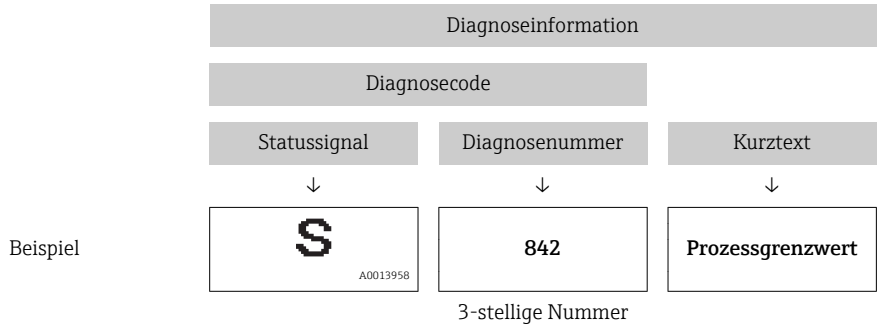 Diagnoseinformation
Diagnosecode
Statussignal Diagnosenummer Kurztext
↓ ↓ ↓
Beispiel S 842 Prozessgrenzwert
A0013958
3-stellige Nummer